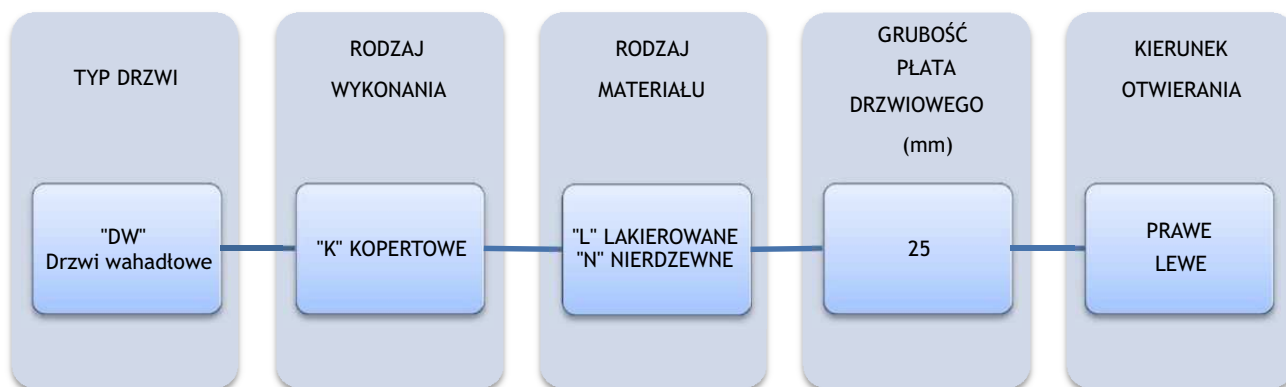 TYP DRZWI
"DW"
Drzwi wahadłowe
RODZAJ
WYKONANIA
"K" KOPERTOWE
RODZAJ
MATERIAŁU
"L" LAKIEROWANE
"N" NIERDZEWNE
GRUBOŚĆ
PŁATA
DRZWIOWEGO
(mm)
25
KIERUNEK
OTWIERANIA
PRAWE
LEWE